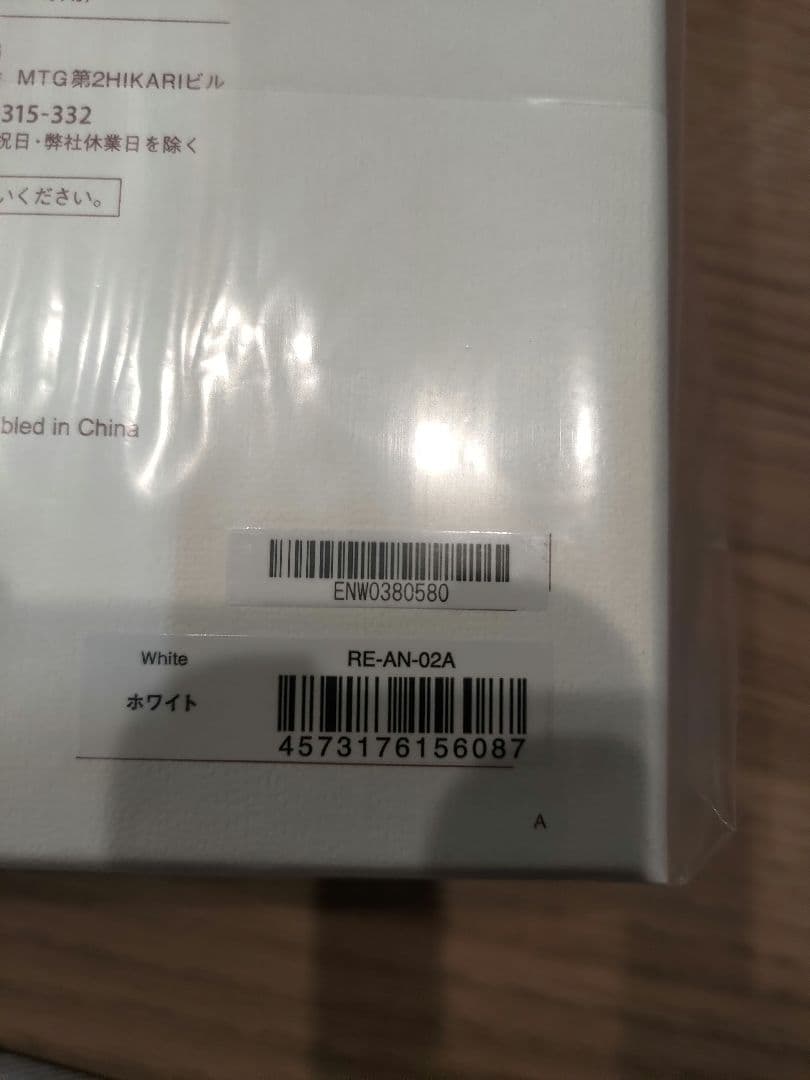 MTG第2HIKARIビル
315-332
祝日・弊社休業日を除く
いください。
bled in China
ENW0380580
White RE-AN-02A
ホワイト
4573176156087
A